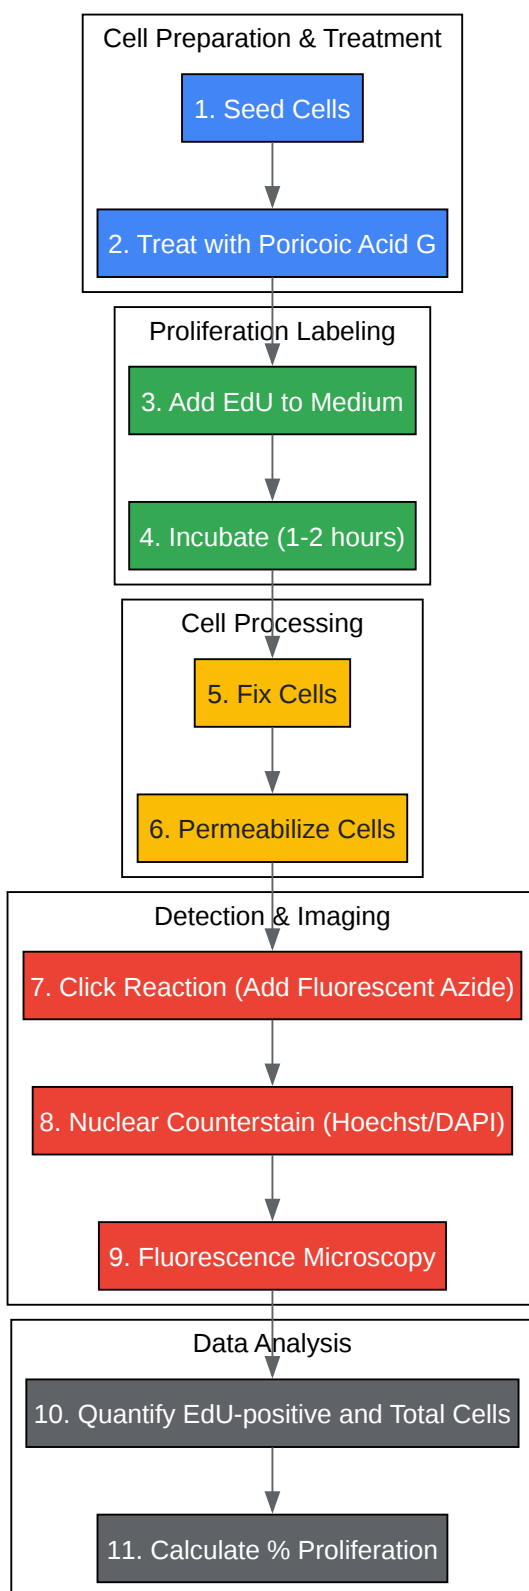 Cell Preparation & Treatment
1. Seed Cells
2. Treat with Poricoic Acid G
Proliferation Labeling
3. Add EdU to Medium
4. Incubate (1-2 hours)
Cell Processing
5. Fix Cells
6. Permeabilize Cells
Detection & Imaging
7. Click Reaction (Add Fluorescent Azide)
8. Nuclear Counterstain (Hoechst/DAPI)
9. Fluorescence Microscopy
Data Analysis
10. Quantify EdU-positive and Total Cells
11. Calculate % Proliferation